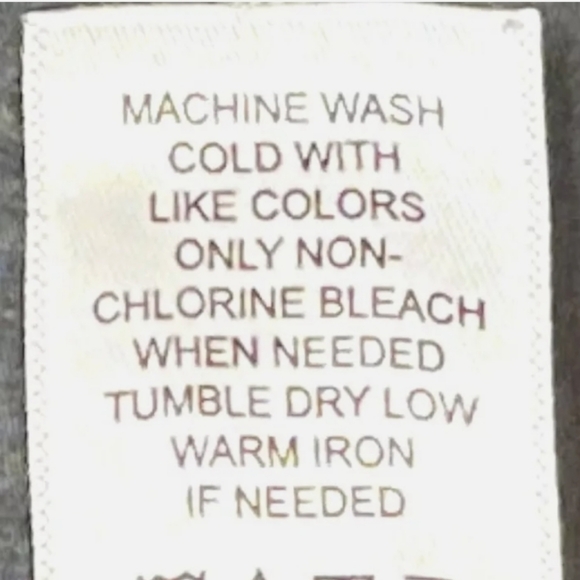 MACHINE WASH
COLD WITH
LIKE COLORS
ONLY NON-
CHLORINE BLEACH
WHEN NEEDED
TUMBLE DRY LOW
WARM IRON
IF NEEDED